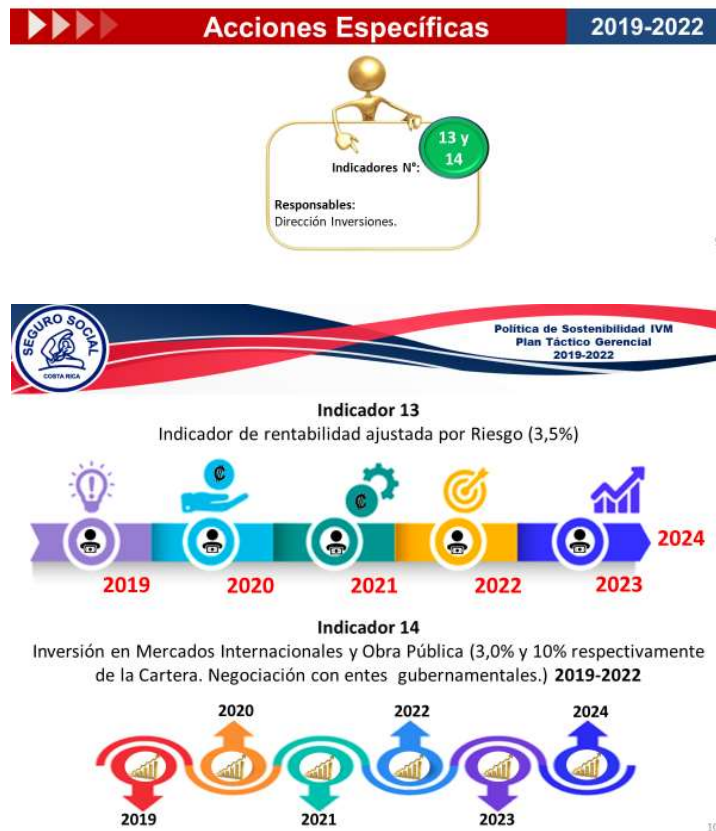 Acciones Específicas
2019-2022
13 y
14
Indicadores N°:
Responsables:
Dirección Inversiones.
SEGURO SOCIAL
COSTA RICA
Política de Sostenibilidad IVM
Plan Táctico Gerencial
2019-2022
Indicador 13
Indicador de rentabilidad ajustada por Riesgo (3,5%)
₡
₡
2024
2019
2020
2021
2022
2023
Indicador 14
Inversión en Mercados Internacionales y Obra Pública (3,0% y 10% respectivamente
de la Cartera. Negociación con entes gubernamentales.) 2019-2022
2020
2022
2024
2019
2021
2023